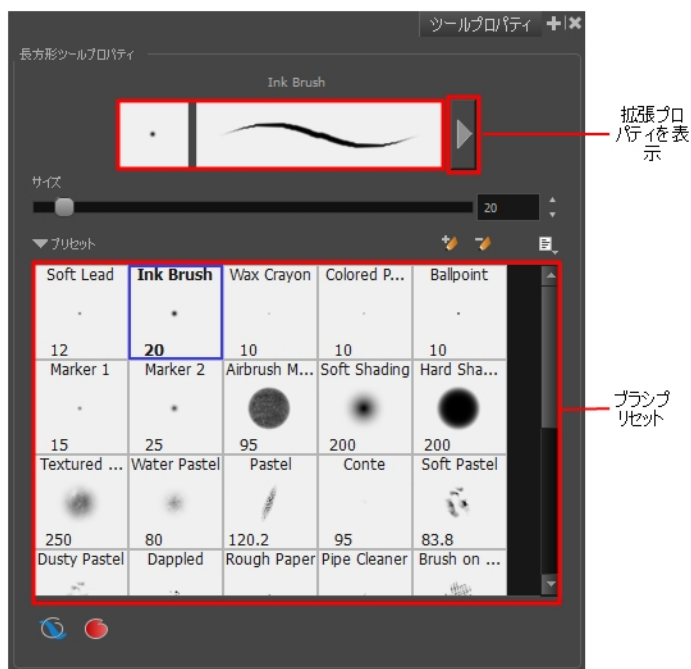 ツールプロパティ
長方形ツールプロパティ
Ink Brush
拡張プロ
パティを表
示
サイズ
20
プリセット
Soft Lead Ink Brush Wax Crayon Colored P... Ballpoint
12 20 10 10 10
Marker 1 Marker 2 Airbrush M... Soft Shading Hard Sha...
15 25 95 200 200
ブラシプ
リセット
Textured ... Water Pastel Pastel Conte Soft Pastel
250 80 120.2 95 83.8
Dusty Pastel Dappled Rough Paper Pipe Cleaner Brush on ...